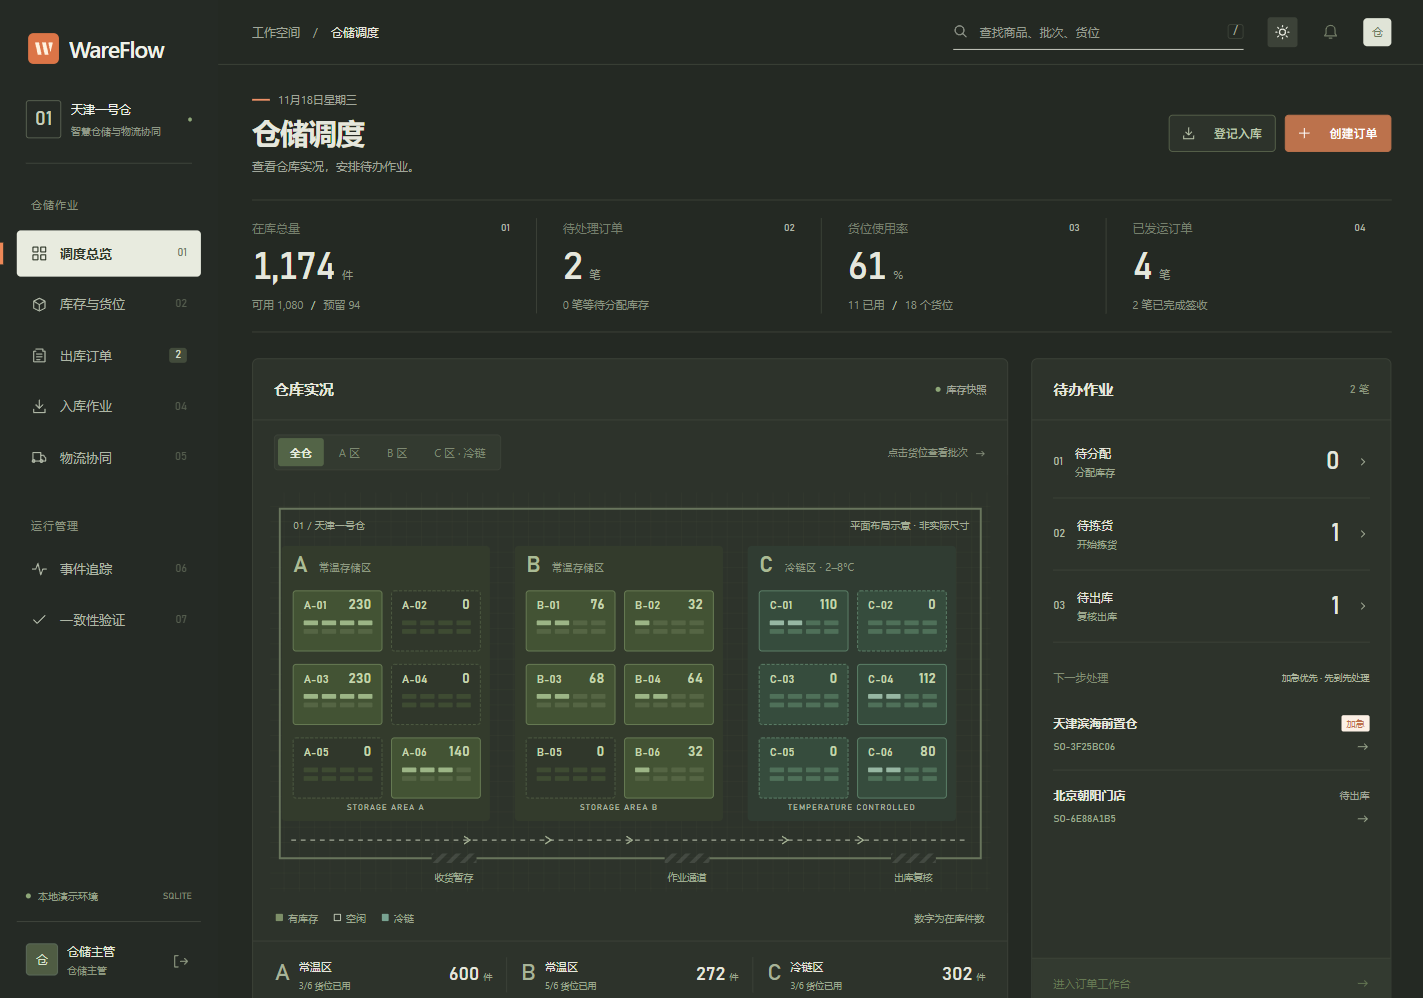 WareFlow
01
天津一号仓
智慧仓储与物流协同
仓储作业
调度总览 01
库存与货位 02
出库订单 2
入库作业 04
物流协同 05
运行管理
事件追踪 06
一致性验证 07
本地演示环境 SQLITE
仓 仓储主管
仓储主管
工作空间 / 仓储调度
查找商品、批次、货位 /
仓
11月18日星期三
仓储调度
查看仓库实况，安排待办作业。
登记入库
创建订单
在库总量 01
1,174 件
可用 1,080 / 预留 94
待处理订单 02
2 笔
0 笔等待分配库存
货位使用率 03
61 %
11 已用 / 18 个货位
已发运订单 04
4 笔
2 笔已完成签收
仓库实况
库存快照
全仓 A 区 B 区 C 区 · 冷链
点击货位查看批次 →
01 / 天津一号仓
平面布局示意 · 非实际尺寸
A 常温存储区
A-01 230
A-02 0
A-03 230
A-04 0
A-05 0
A-06 140
STORAGE AREA A
B 常温存储区
B-01 76
B-02 32
B-03 68
B-04 64
B-05 0
B-06 32
STORAGE AREA B
C 冷链区 · 2–8°C
C-01 110
C-02 0
C-03 0
C-04 112
C-05 0
C-06 80
TEMPERATURE CONTROLLED
收货暂存
作业通道
出库复核
有库存 空闲 冷链
数字为在库件数
A 常温区
3/6 货位已用
600 件
B 常温区
5/6 货位已用
272 件
C 冷链区
3/6 货位已用
302 件
待办作业 2 笔
01 待分配
分配库存
0
02 待拣货
开始拣货
1
03 待出库
复核出库
1
下一步处理 加急优先 · 先到先处理
天津滨海前置仓 加急
SO-3F25BC06 →
北京朝阳门店 待出库
SO-6E88A1B5 →
进入订单工作台 →